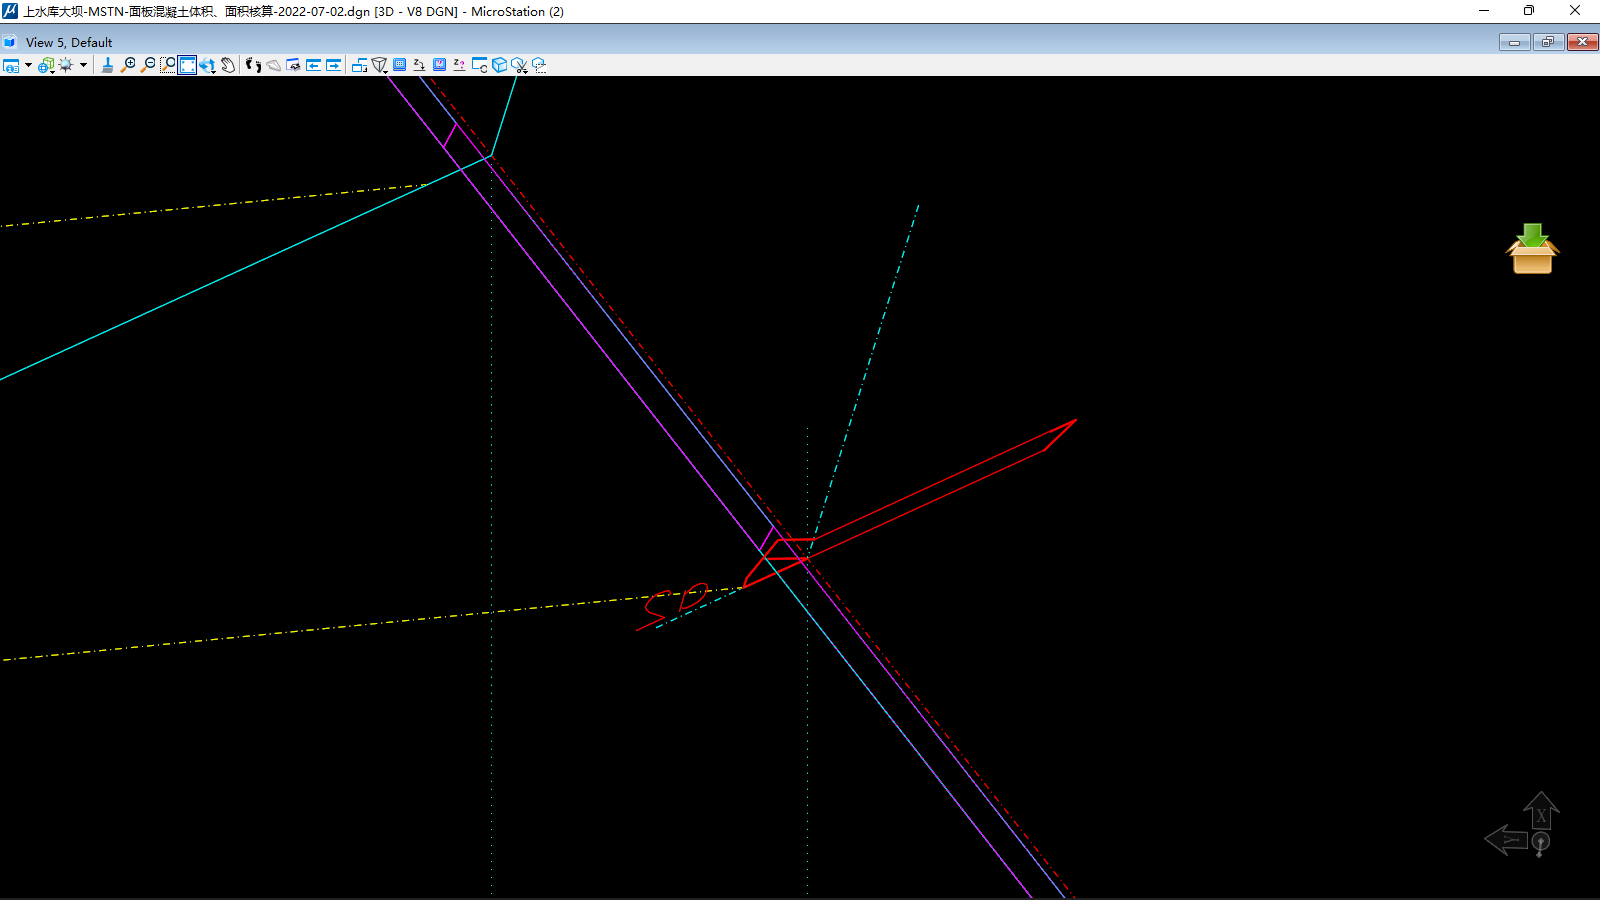 上水库大坝-MSTN-面板混凝土体积、面积核算-2022-07-02.dgn [3D - V8 DGN] - MicroStation (2)
View 5, Default
X
Y